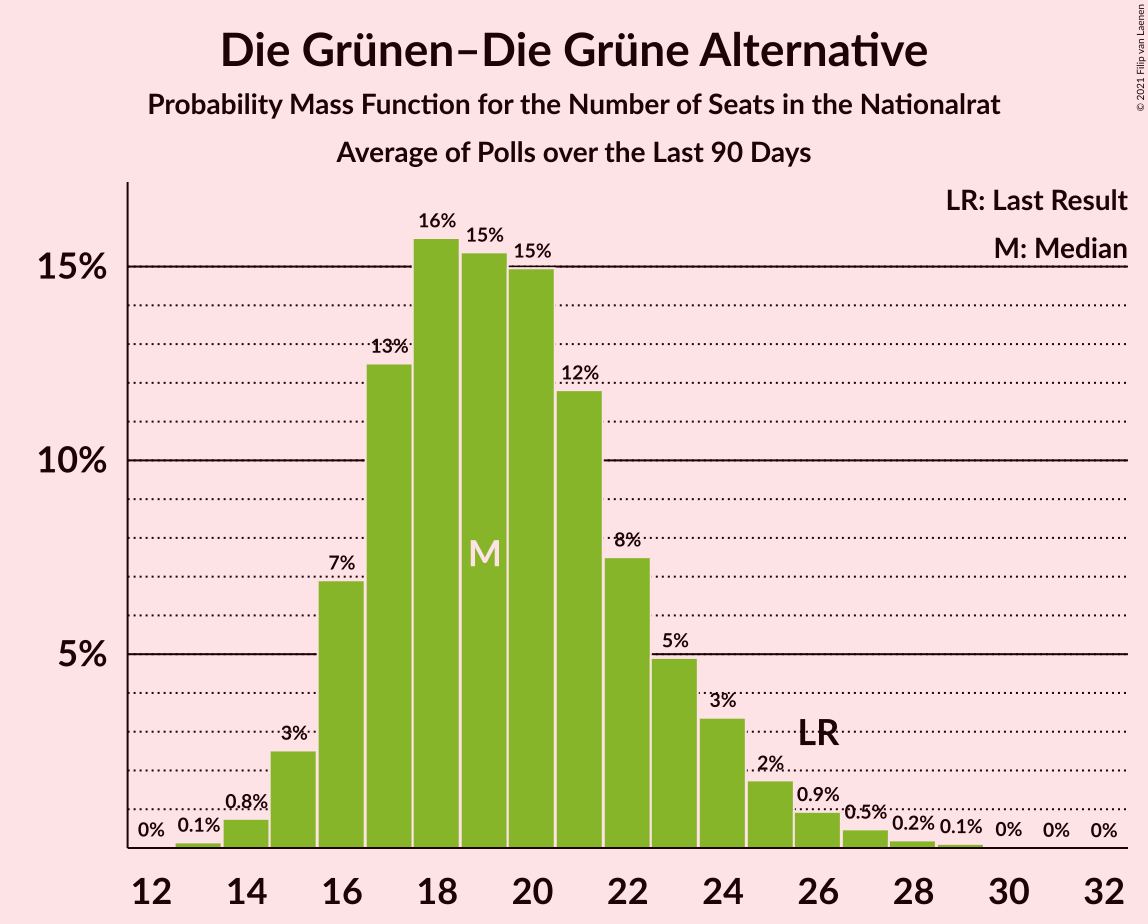 Die Grünen–Die Grüne Alternative
Probability Mass Function for the Number of Seats in the Nationalrat
Average of Polls over the Last 90 Days
© 2021 Filip van Laenen
LR: Last Result
M: Median
15%
10%
5%
0%
0.1%
0.8%
3%
7%
13%
16%
15%
15%
12%
8%
5%
3%
2%
0.9%
0.5%
0.2%
0.1%
0%
0%
0%
M
LR
12 14 16 18 20 22 24 26 28 30 32